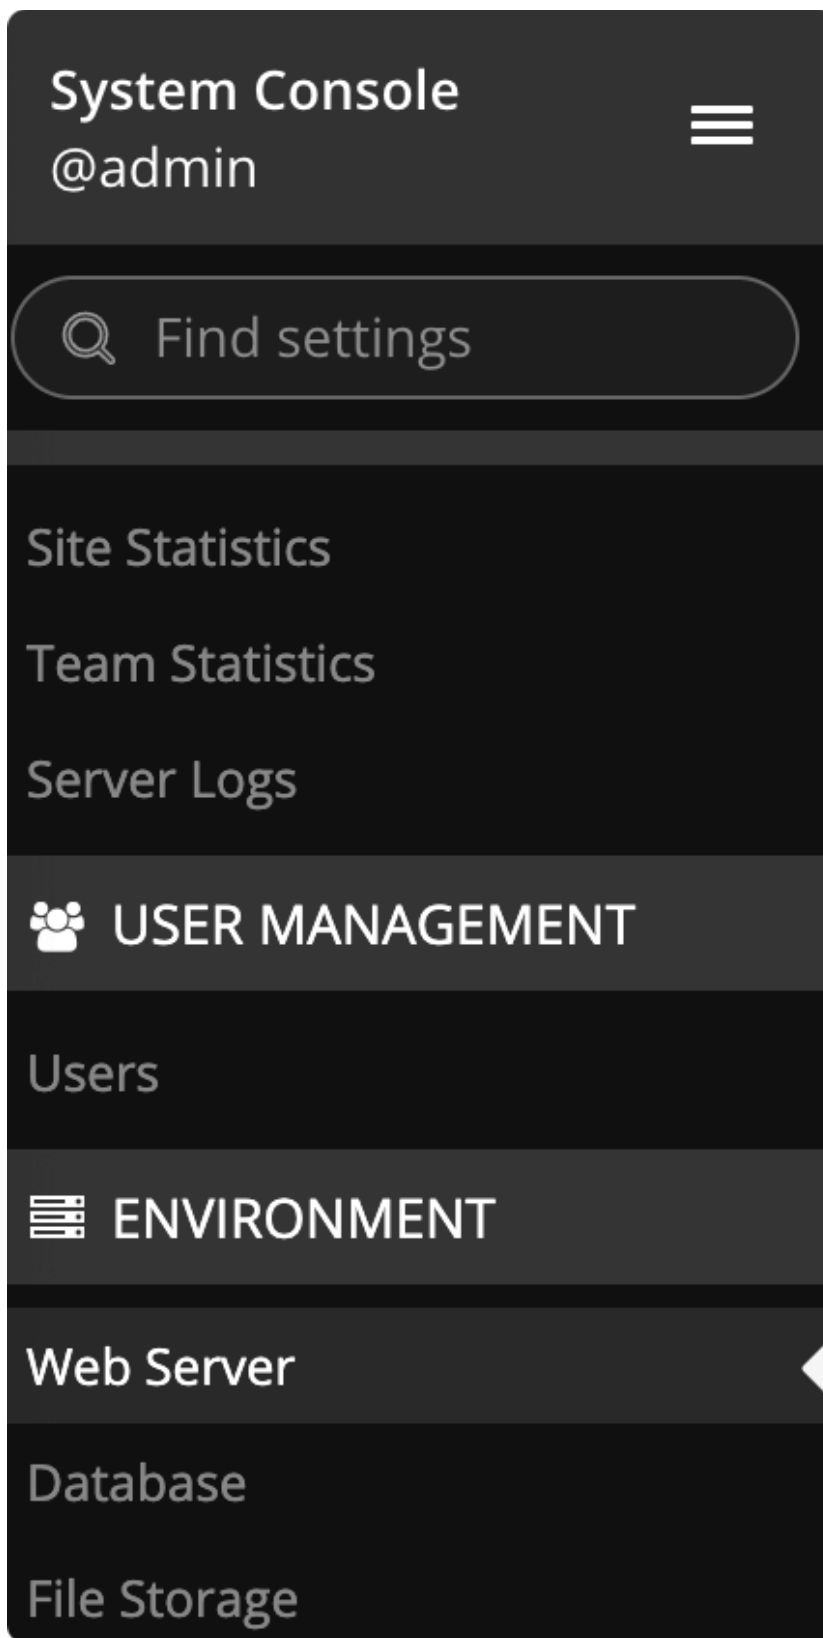 System Console
@admin
Find settings
Site Statistics
Team Statistics
Server Logs
USER MANAGEMENT
Users
ENVIRONMENT
Web Server
Database
File Storage